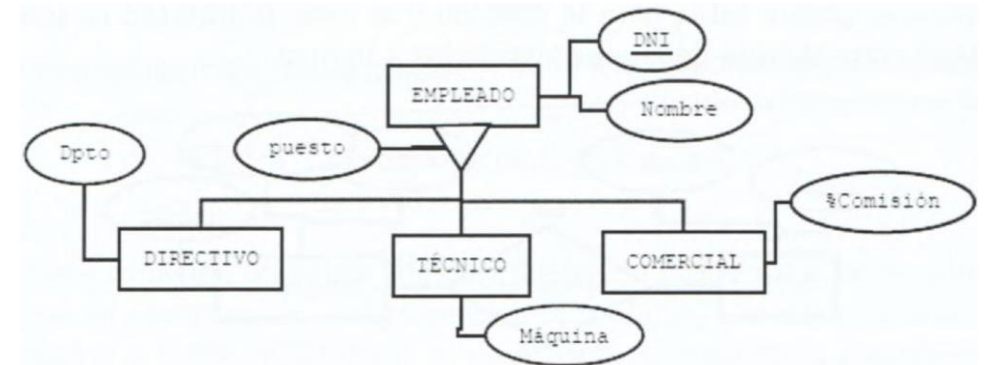 DNI
EMPLEADO
Nombre
Dpto
puesto
%Comisión
DIRECTIVO
TÉCNICO
COMERCIAL
Máquina